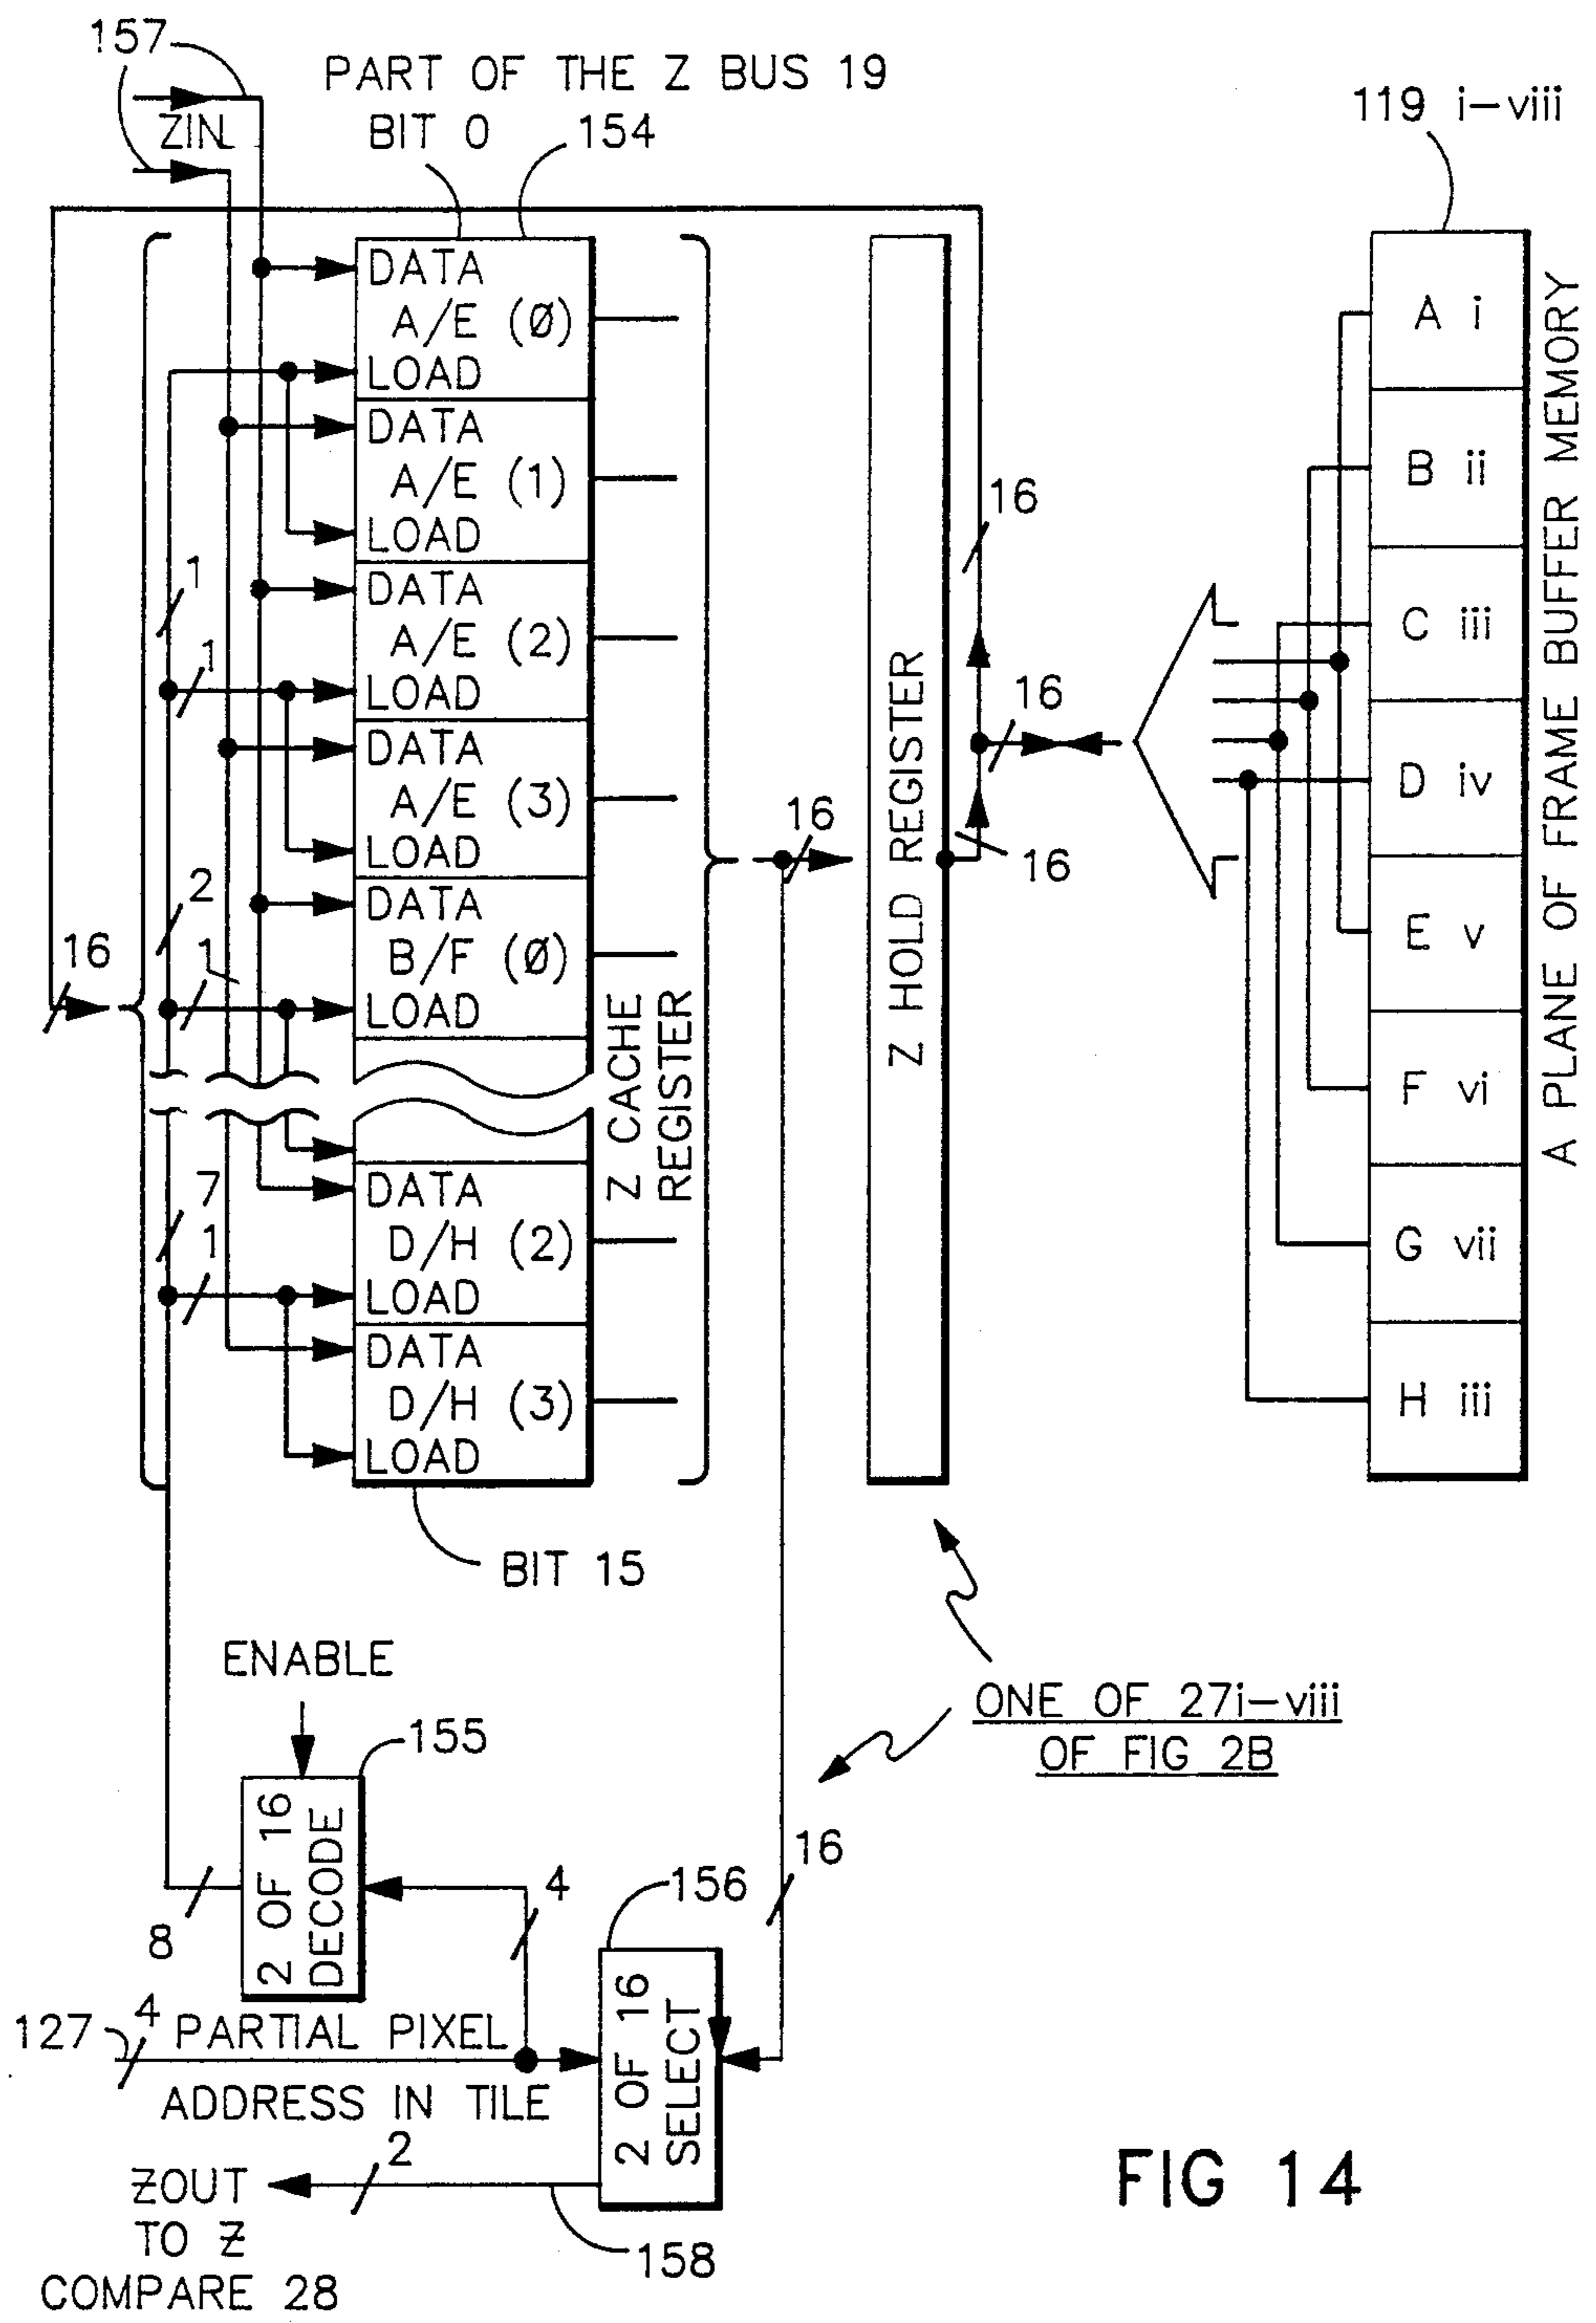 157
PART OF THE Z BUS 19
ZIN
BIT 0
154
119 i-viii
DATA
A/E (Ø)
LOAD
DATA
A/E (1)
LOAD
DATA
A/E (2)
LOAD
DATA
A/E (3)
LOAD
DATA
B/F (Ø)
LOAD
DATA
D/H (2)
LOAD
DATA
D/H (3)
LOAD
1
1
2
1
7
1
16
Z CACHE
REGISTER
16
Z HOLD REGISTER
16
16
16
A i
B ii
C iii
D iv
E v
F vi
G vii
H iii
A PLANE OF FRAME BUFFER MEMORY
BIT 15
ENABLE
155
2 OF 16
DECODE
8
4
ONE OF 27i-viii
OF FIG 2B
156
16
2 OF 16
SELECT
127
4
PARTIAL PIXEL
ADDRESS IN TILE
2
ZOUT
TO Z
COMPARE 28
158
FIG 14